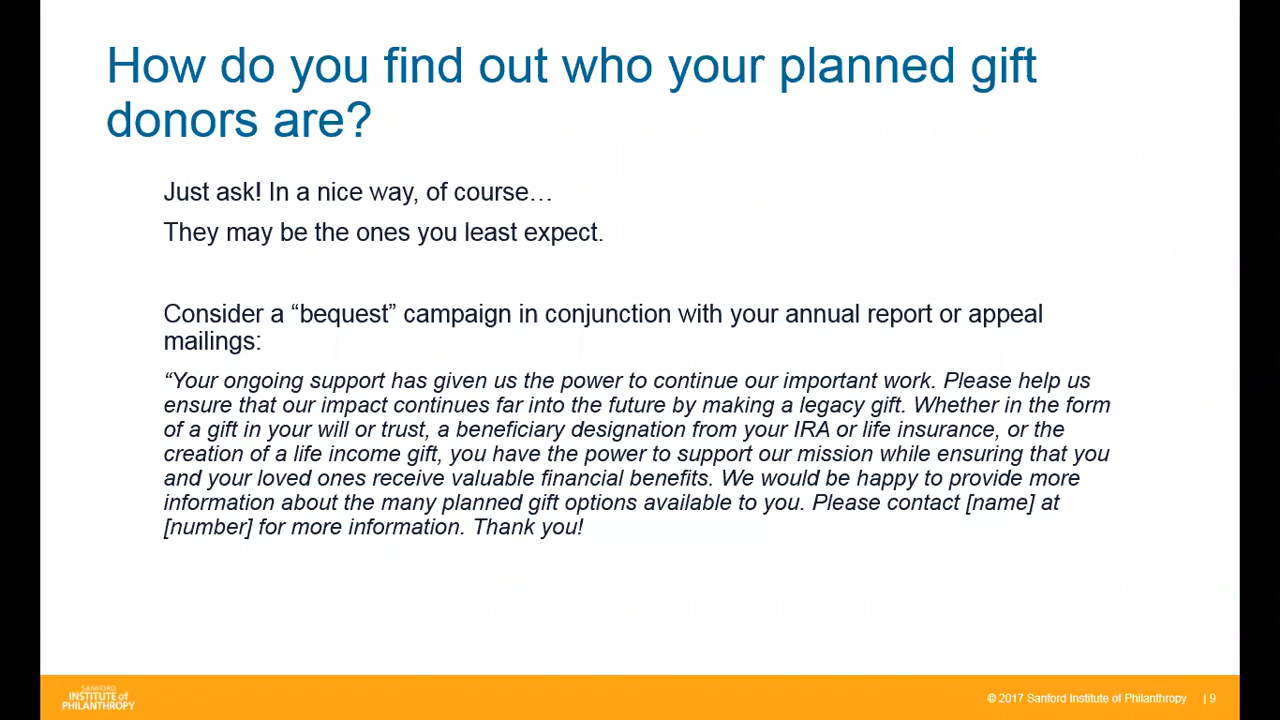 How do you find out who your planned gift
donors are?
Just ask! In a nice way, of course…
They may be the ones you least expect.
Consider a “bequest” campaign in conjunction with your annual report or appeal
mailings:
“Your ongoing support has given us the power to continue our important work. Please help us
ensure that our impact continues far into the future by making a legacy gift. Whether in the form
of a gift in your will or trust, a beneficiary designation from your IRA or life insurance, or the
creation of a life income gift, you have the power to support our mission while ensuring that you
and your loved ones receive valuable financial benefits. We would be happy to provide more
information about the many planned gift options available to you. Please contact [name] at
[number] for more information. Thank you!
SANFORD
INSTITUTE of
PHILANTHROPY
© 2017 Sanford Institute of Philanthropy | 9